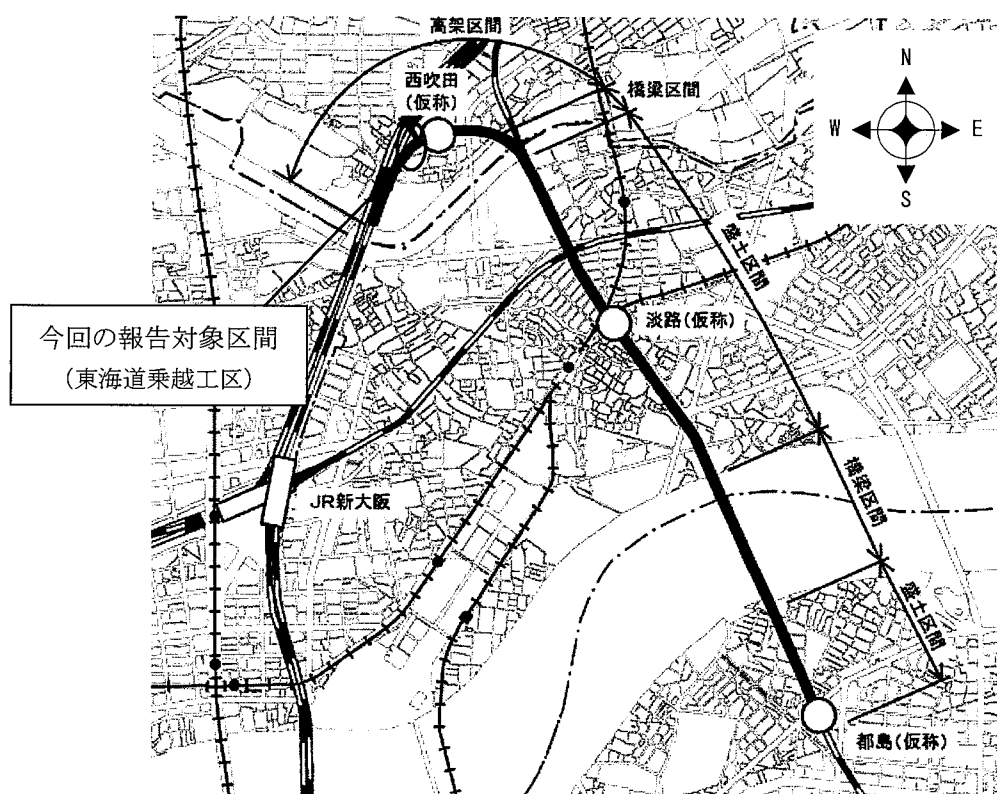 高架区間
西吹田
(仮称)
橋梁区間
N
W
E
S
盛土区間
今回の報告対象区間
(東海道乗越工区)
淡路(仮称)
橋梁区間
JR新大阪
盛土区間
都島(仮称)